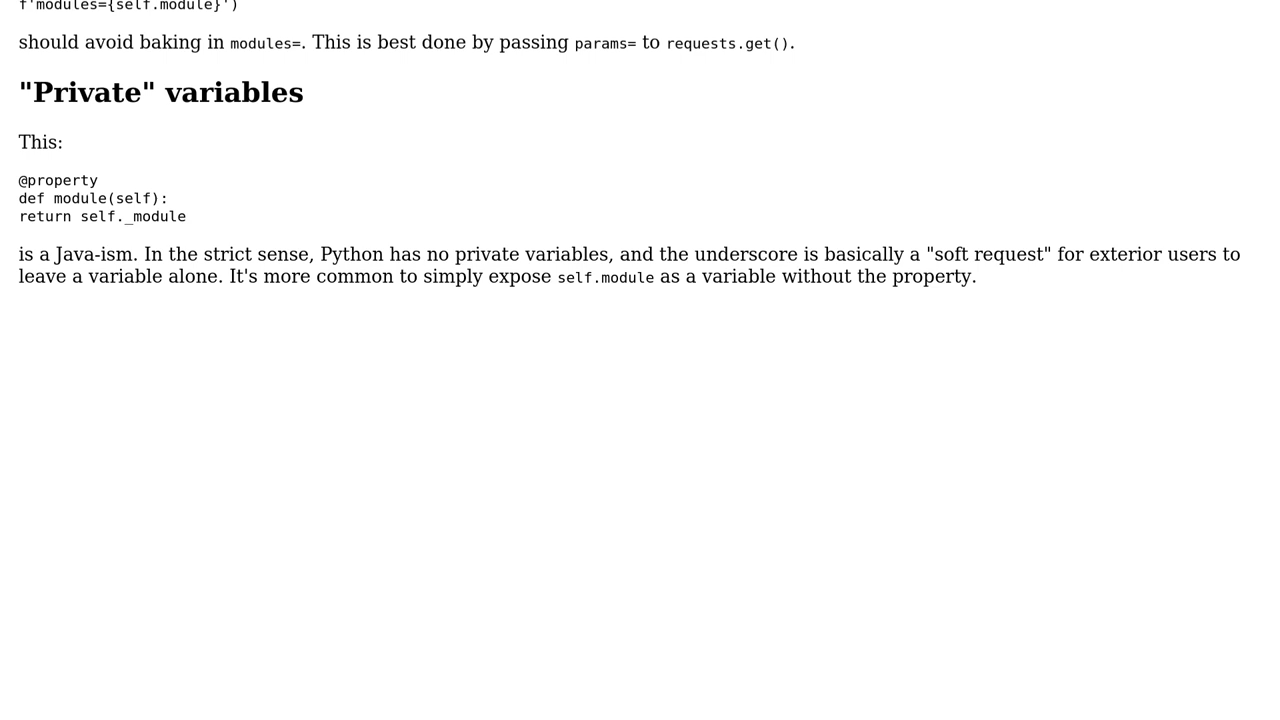 f'modules={self.module}')
should avoid baking in modules=. This is best done by passing params= to requests.get().
"Private" variables
This:
@property
def module(self):
return self._module
is a Java-ism. In the strict sense, Python has no private variables, and the underscore is basically a "soft request" for exterior users to
leave a variable alone. It's more common to simply expose self.module as a variable without the property.